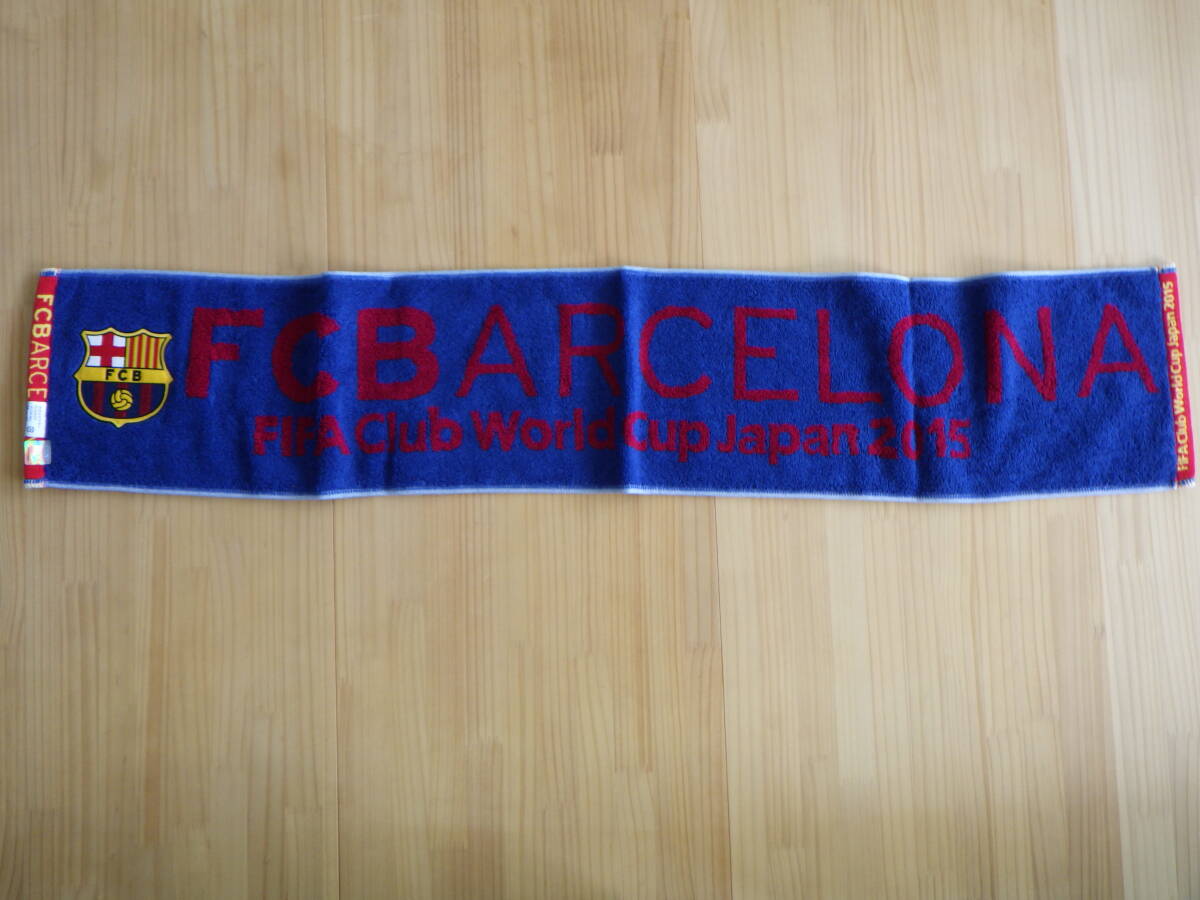 FCBARCELONA
FIFA Club World Cup Japan 2015
FCB
FCBARCE
FIFA Club World Cup Japan 2015